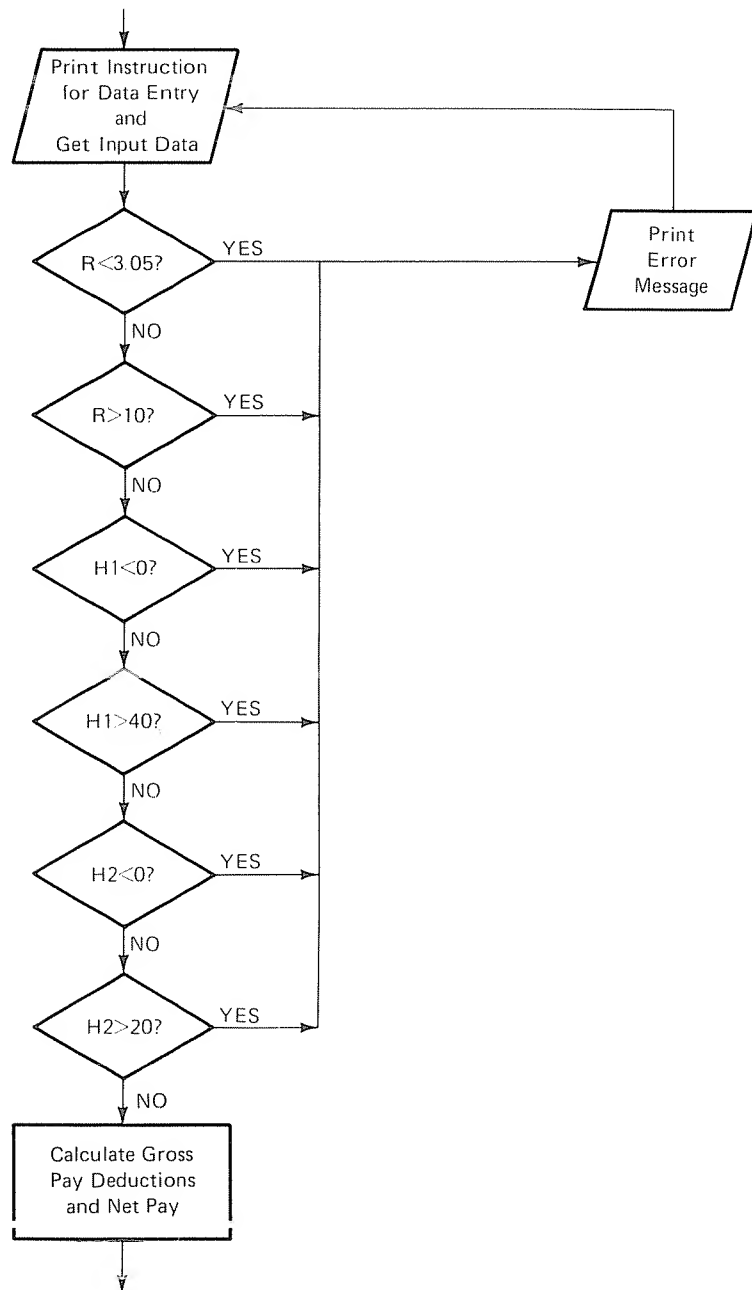 Print Instruction
for Data Entry
and
Get Input Data
R<3.05?
YES
Print
Error
Message
NO
R>10?
YES
NO
H1<0?
YES
NO
H1>40?
YES
NO
H2<0?
YES
NO
H2>20?
YES
NO
Calculate Gross
Pay Deductions
and Net Pay